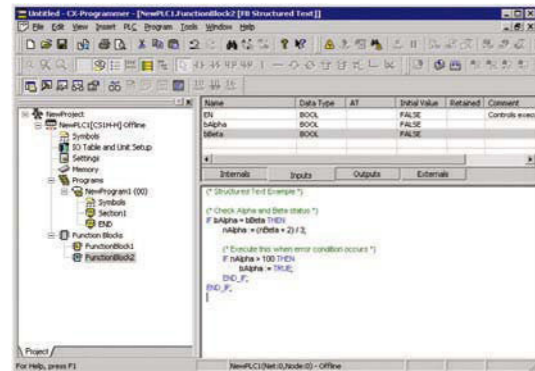 Untitled - CX-Programmer - [NewPLC1.FunctionBlock2 [FB Structured Text]]
File Edit View Insert PLC Program Tools Window Help
NewProject
NewPLC1[CS1H-H] Offline
Symbols
IO Table and Unit Setup
Settings
Memory
Programs
NewProgram1 (00)
Symbols
Section1
END
Function Blocks
FunctionBlock1
FunctionBlock2
Project
Name Data Type AT Initial Value Retained Comment
EN BOOL FALSE Controls exec
bAlpha BOOL FALSE
bBeta BOOL FALSE
Internals Inputs Outputs Externals
(* Structured Text Example *)
(* Check Alpha and Beta status *)
IF bAlpha = bBeta THEN
nAlpha := (nBeta + 2) / 3;
(* Execute this when error condition occurs *)
IF nAlpha > 100 THEN
bAlpha := TRUE;
END_IF;
END_IF;
For Help, press F1
NewPLC1(Net:0,Node:0) - Offline